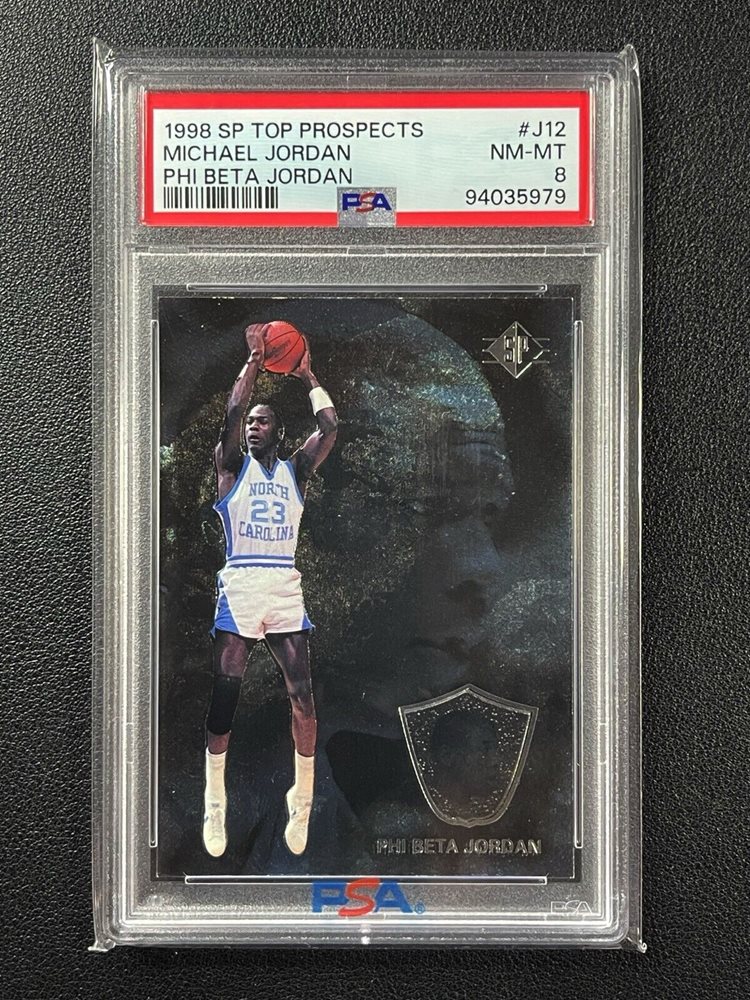 1998 SP TOP PROSPECTS #J12
MICHAEL JORDAN NM-MT
PHI BETA JORDAN 8
PSA 94035979
SP
NORTH
23
CAROLINA
PHI BETA JORDAN
PSA®
PSA